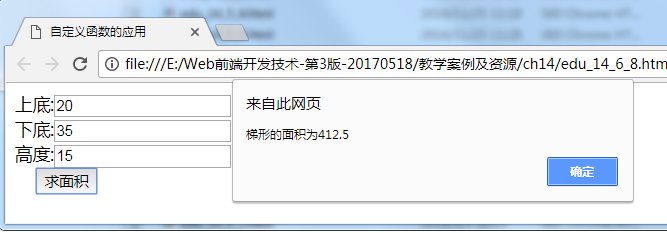 自定义函数的应用
file:///E:/Web前端开发技术-第3版-20170518/教学案例及资源/ch14/edu_14_6_8.htm
来自此网页
梯形的面积为412.5
确定
上底:20
下底:35
高度:15
求面积